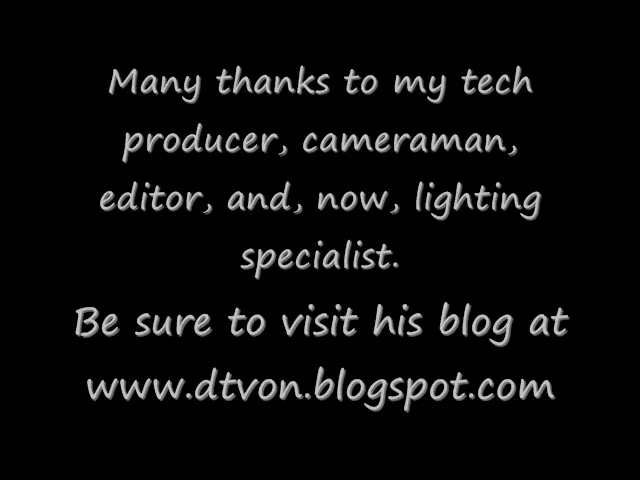 Many thanks to my tech
producer, cameraman,
editor, and, now, lighting
specialist.
Be sure to visit his blog at
www.dtvon.blogspot.com